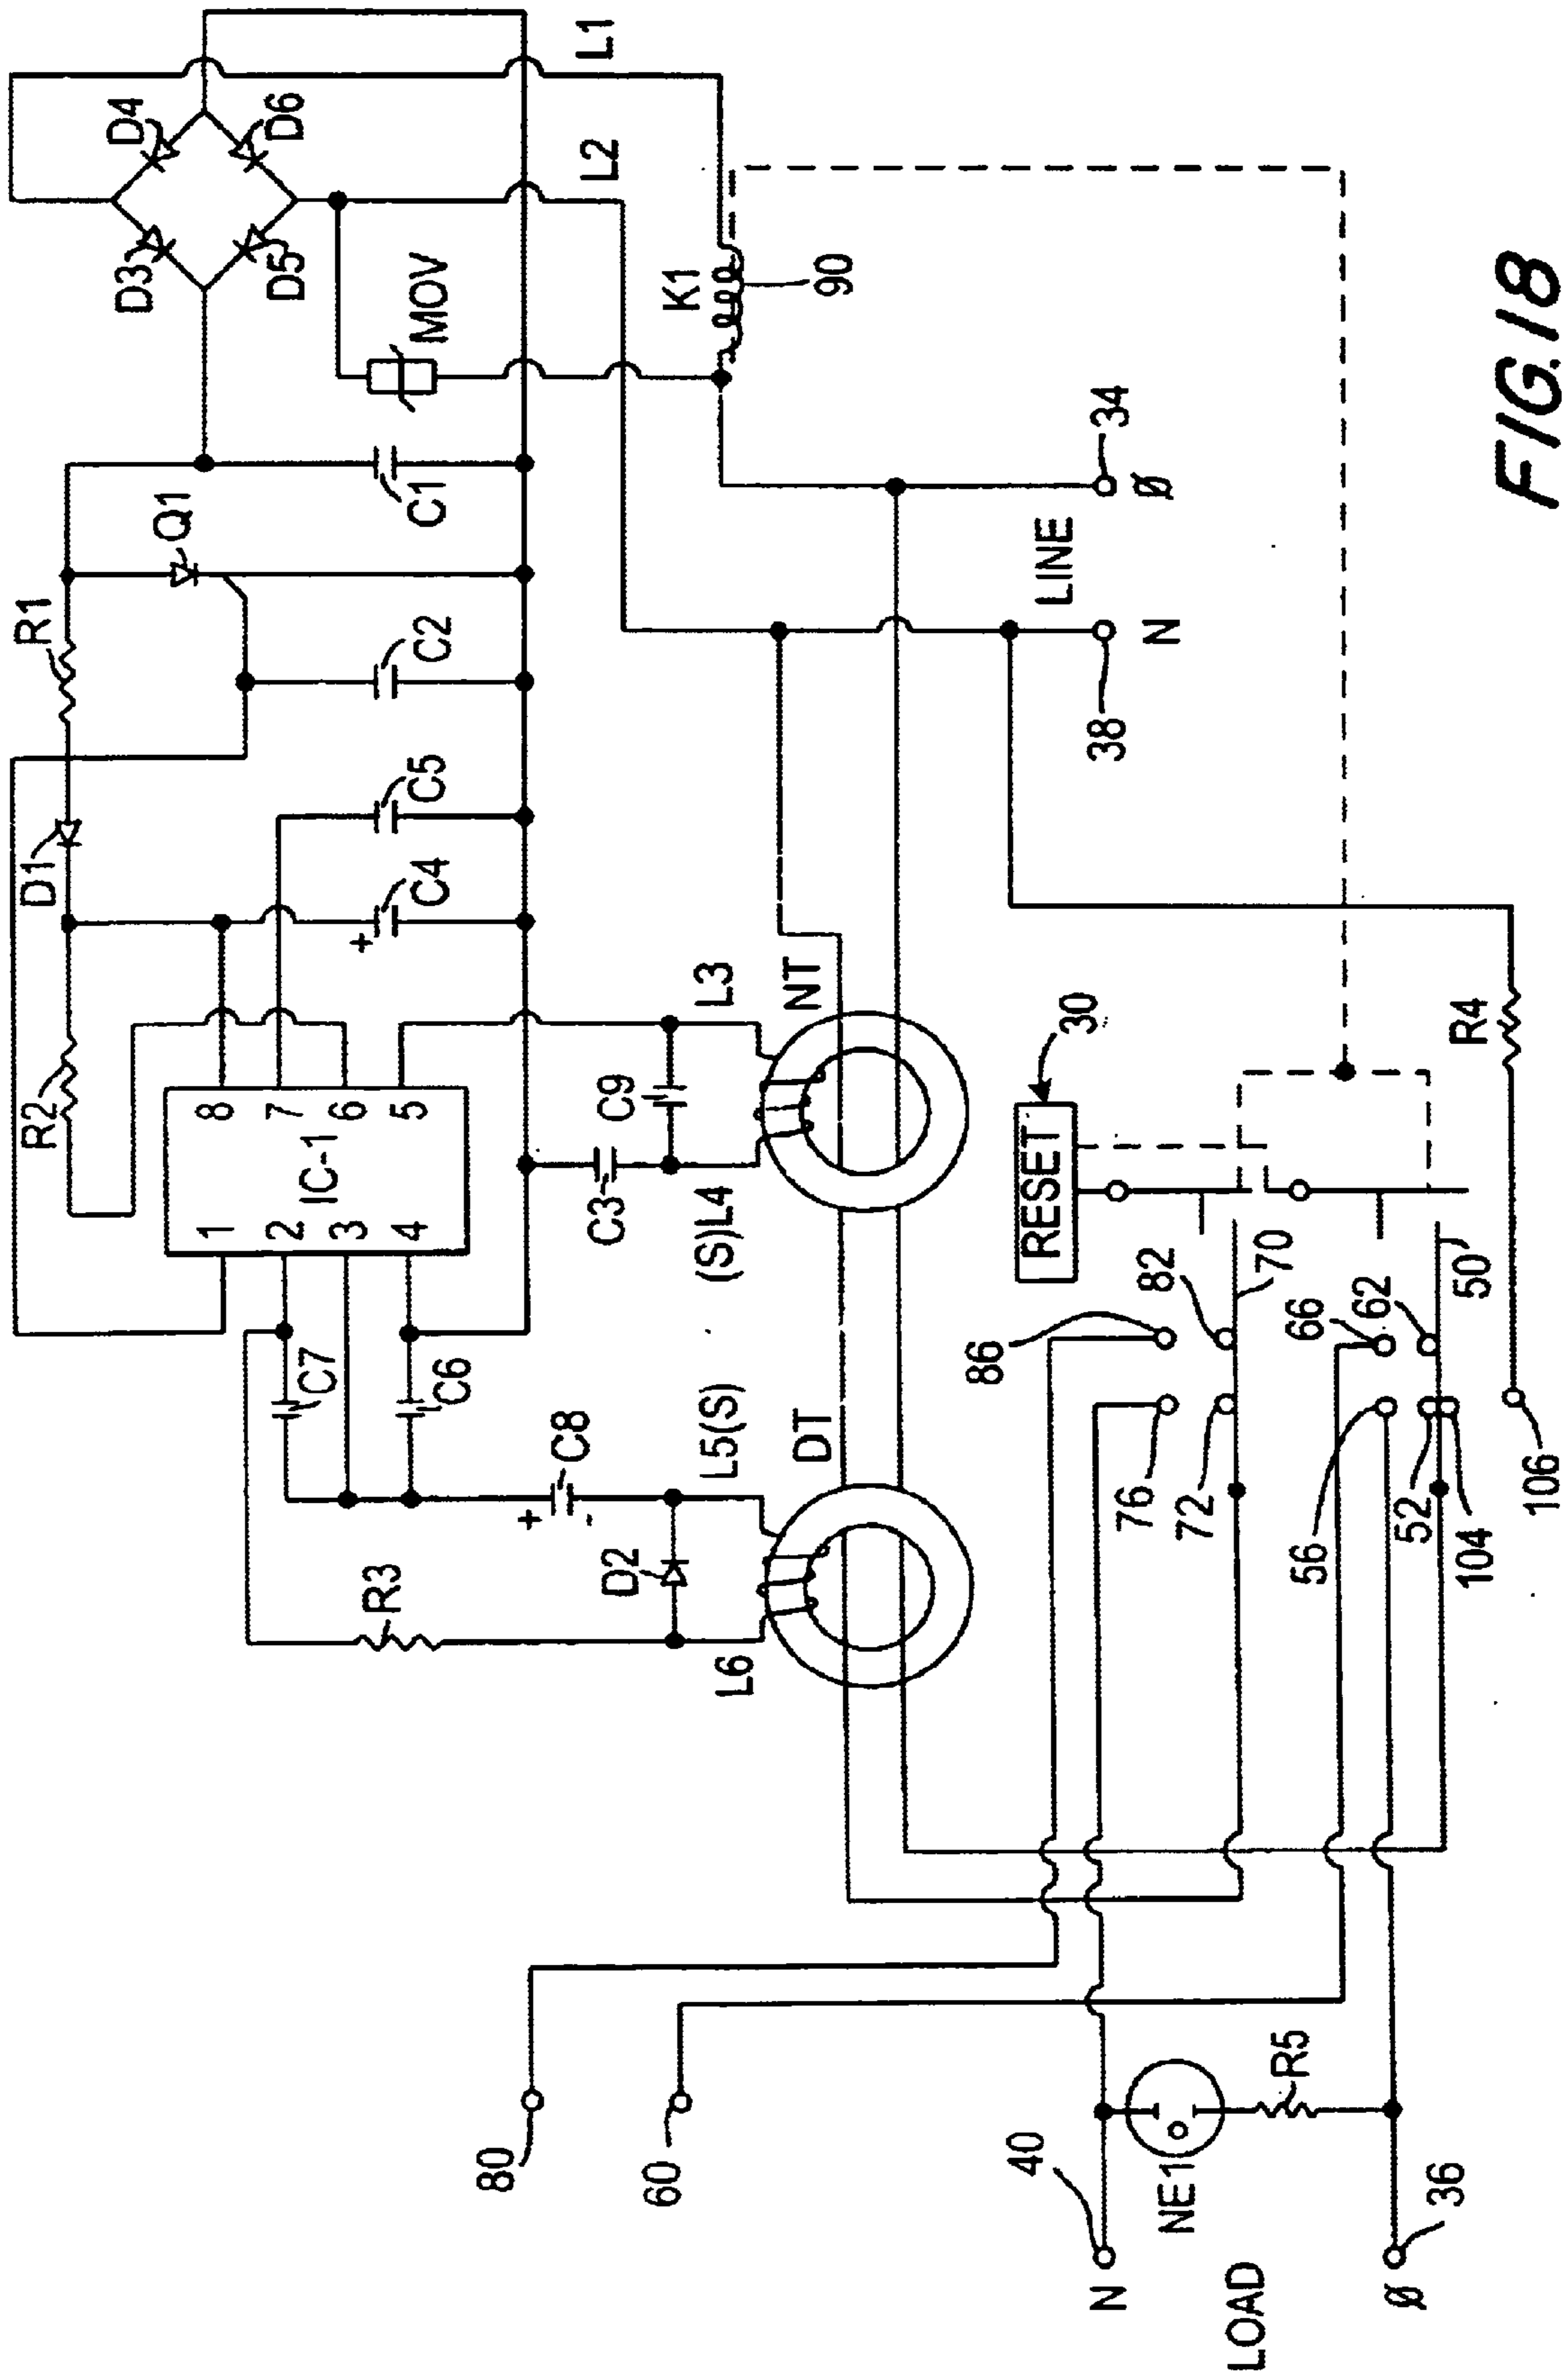 D4
D6
D3
D5
L1
L2
MOV
K1
90
Q1
C1
R1
C2
34
Ø
LINE
N
38
D1
C5
C4
+
R2
8
7
6
5
IC-1
1
2
3
4
L3
C9
C3
(S)L4
NT
30
RESET
R4
C7
C6
C8
+
-
L5(S)
DT
R3
D2
L6
86
82
70
66
62
50
76
72
56
52
104
106
80
60
40
N
NE1
R5
LOAD
Ø
36
FIG.18